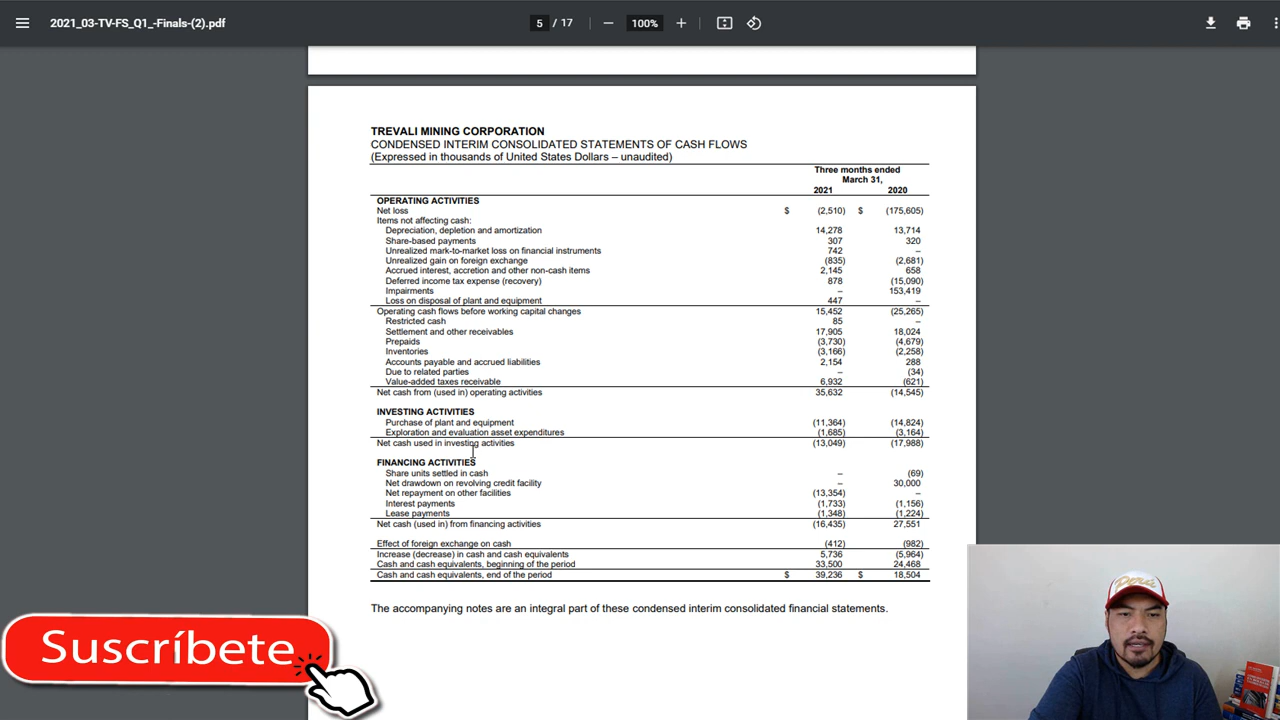 2021_03-TV-FS_Q1_-Finals-(2).pdf 5 / 17 100%
TREVALI MINING CORPORATION
CONDENSED INTERIM CONSOLIDATED STATEMENTS OF CASH FLOWS
(Expressed in thousands of United States Dollars – unaudited)
Three months ended
March 31,
2021 2020
OPERATING ACTIVITIES
Net loss $ (2,510) $ (175,605)
Items not affecting cash:
Depreciation, depletion and amortization 14,278 13,714
Share-based payments 307 320
Unrealized mark-to-market loss on financial instruments 742 –
Unrealized gain on foreign exchange (835) (2,681)
Accrued interest, accretion and other non-cash items 2,145 658
Deferred income tax expense (recovery) 878 (15,090)
Impairments – 153,419
Loss on disposal of plant and equipment 447 –
Operating cash flows before working capital changes 15,452 (25,265)
Restricted cash 85 –
Settlement and other receivables 17,905 18,024
Prepaids (3,730) (4,679)
Inventories (3,166) (2,258)
Accounts payable and accrued liabilities 2,154 288
Due to related parties – (34)
Value-added taxes receivable 6,932 (621)
Net cash from (used in) operating activities 35,632 (14,545)
INVESTING ACTIVITIES
Purchase of plant and equipment (11,364) (14,824)
Exploration and evaluation asset expenditures (1,685) (3,164)
Net cash used in investing activities (13,049) (17,988)
FINANCING ACTIVITIES
Share units settled in cash – (69)
Net drawdown on revolving credit facility – 30,000
Net repayment on other facilities (13,354) –
Interest payments (1,733) (1,156)
Lease payments (1,348) (1,224)
Net cash (used in) from financing activities (16,435) 27,551
Effect of foreign exchange on cash (412) (982)
Increase (decrease) in cash and cash equivalents 5,736 (5,964)
Cash and cash equivalents, beginning of the period 33,500 24,468
Cash and cash equivalents, end of the period $ 39,236 $ 18,504
The accompanying notes are an integral part of these condensed interim consolidated financial statements.
Suscríbete